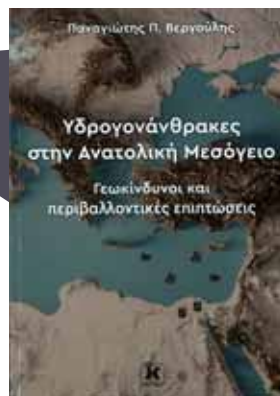 Παναγιώτης Π. Βεργούλης
Υδρογονάνθρακες
στην Ανατολική Μεσόγειο
Γεωκίνδυνοι και
περιβαλλοντικές επιπτώσεις
K